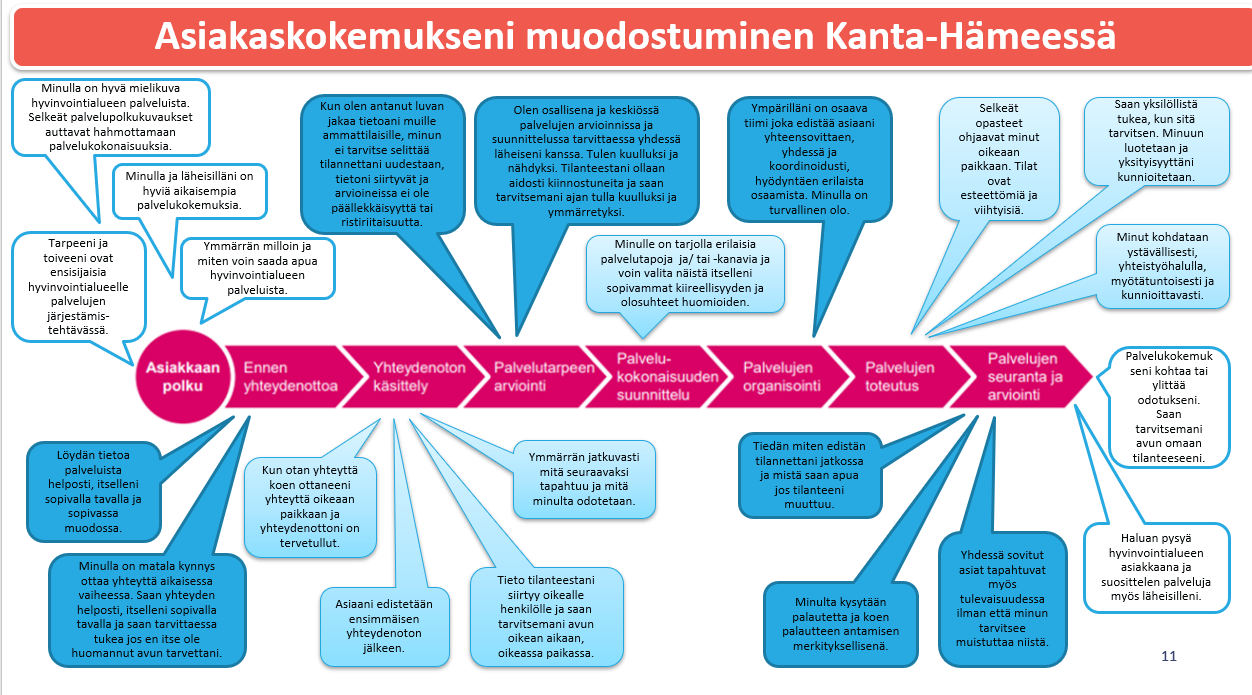 Asiakaskokemukseni muodostuminen Kanta-Hämeessä
Minulla on hyvä mielikuva
hyvinvointialueen palveluista.
Selkeät palvelupolkukuvaukset
auttavat hahmottamaan
palvelukokonaisuuksia.
Minulla ja läheisilläni on
hyviä aikaisempia
palvelukokemuksia.
Tarpeeni ja
toiveeni ovat
ensisijaisia
hyvinvointialueelle
palvelujen
järjestämis-
tehtävässä.
Ymmärrän milloin ja
miten voin saada apua
hyvinvointialueen
palveluista.
Kun olen antanut luvan
jakaa tietoani muille
ammattilaisille, minun
ei tarvitse selittää
tilannettani uudestaan,
tietoni siirtyvät ja
arvioineissa ei ole
päällekkäisyyttä tai
ristiriitaisuutta.
Olen osallisena ja keskiössä
palvelujen arvioinnissa ja
suunnittelussa tarvittaessa yhdessä
läheiseni kanssa. Tulen kuulluksi ja
nähdyksi. Tilanteestani ollaan
aidosti kiinnostuneita ja saan
tarvitsemani ajan tulla kuulluksi ja
ymmärretyksi.
Minulle on tarjolla erilaisia
palvelutapoja  ja/ tai -kanavia ja
voin valita näistä itselleni
sopivammat kiireellisyyden ja
olosuhteet huomioiden.
Ympärilläni on osaava
tiimi joka edistää asiaani
yhteensovittaen,
yhdessä ja
koordinoidusti,
hyödyntäen erilaista
osaamista. Minulla on
turvallinen olo.
Selkeät
opasteet
ohjaavat minut
oikeaan
paikkaan. Tilat
ovat
esteettömiä ja
viihtyisiä.
Saan yksilöllistä
tukea, kun sitä
tarvitsen. Minuun
luotetaan ja
yksityisyyttäni
kunnioitetaan.
Minut kohdataan
ystävällisesti,
yhteistyöhalulla,
myötätuntoisesti ja
kunnioittavasti.
Asiakkaan
polku
Ennen
yhteydenottoa
Yhteydenoton
käsittely
Palvelutarpeen
arviointi
Palvelu-
kokonaisuuden
suunnittelu
Palvelujen
organisointi
Palvelujen
toteutus
Palvelujen
seuranta ja
arviointi
Palvelukokemuk
seni kohtaa tai
ylittää
odotukseni.
Saan
tarvitsemani
avun omaan
tilanteeseeni.
Löydän tietoa
palveluista
helposti, itselleni
sopivalla tavalla ja
sopivassa
muodossa.
Minulla on matala kynnys
ottaa yhteyttä aikaisessa
vaiheessa. Saan yhteyden
helposti, itselleni sopivalla
tavalla ja saan tarvittaessa
tukea jos en itse ole
huomannut avun tarvettani.
Kun otan yhteyttä
koen ottaneeni
yhteyttä oikeaan
paikkaan ja
yhteydenottoni on
tervetullut.
Asiaani edistetään
ensimmäisen
yhteydenoton
jälkeen.
Ymmärrän jatkuvasti
mitä seuraavaksi
tapahtuu ja mitä
minulta odotetaan.
Tieto tilanteestani
siirtyy oikealle
henkilölle ja saan
tarvitsemani avun
oikean aikaan,
oikeassa paikassa.
Tiedän miten edistän
tilannettani jatkossa
ja mistä saan apua
jos tilanteeni
muuttuu.
Minulta kysytään
palautetta ja koen
palautteen antamisen
merkityksellisenä.
Yhdessä sovitut
asiat tapahtuvat
myös
tulevaisuudessa
ilman että minun
tarvitsee
muistuttaa niistä.
Haluan pysyä
hyvinvointialueen
asiakkaana ja
suosittelen palveluja
myös läheisilleni.
11